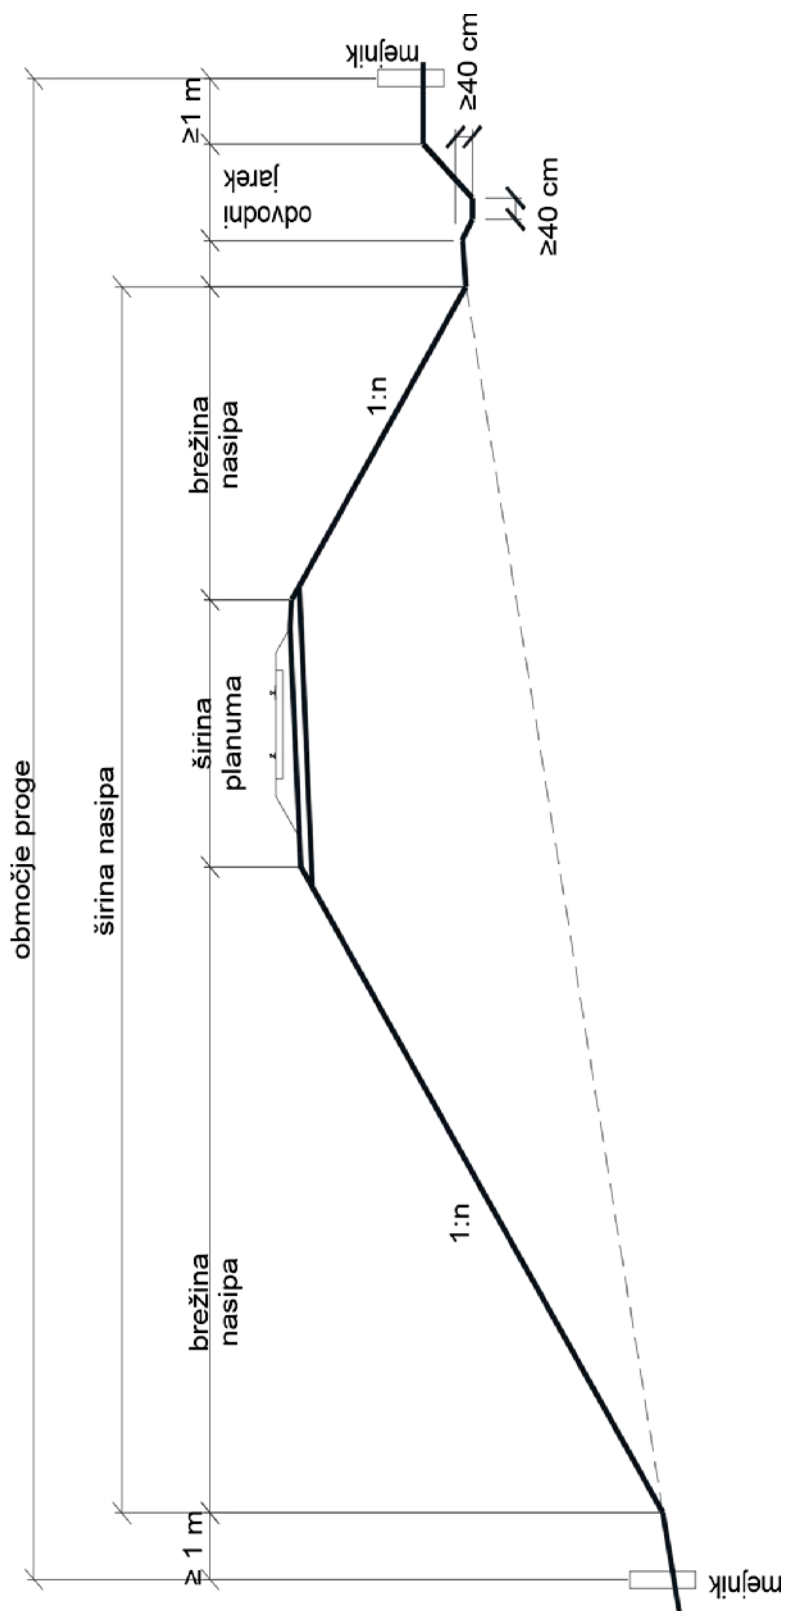 območje proge
širina nasipa
≥ 1 m
brežina
nasipa
širina
planuma
brežina
nasipa
odvodni
jarek
≥1 m
1:n
1:n
≥40 cm
≥40 cm
mejnik
mejnik